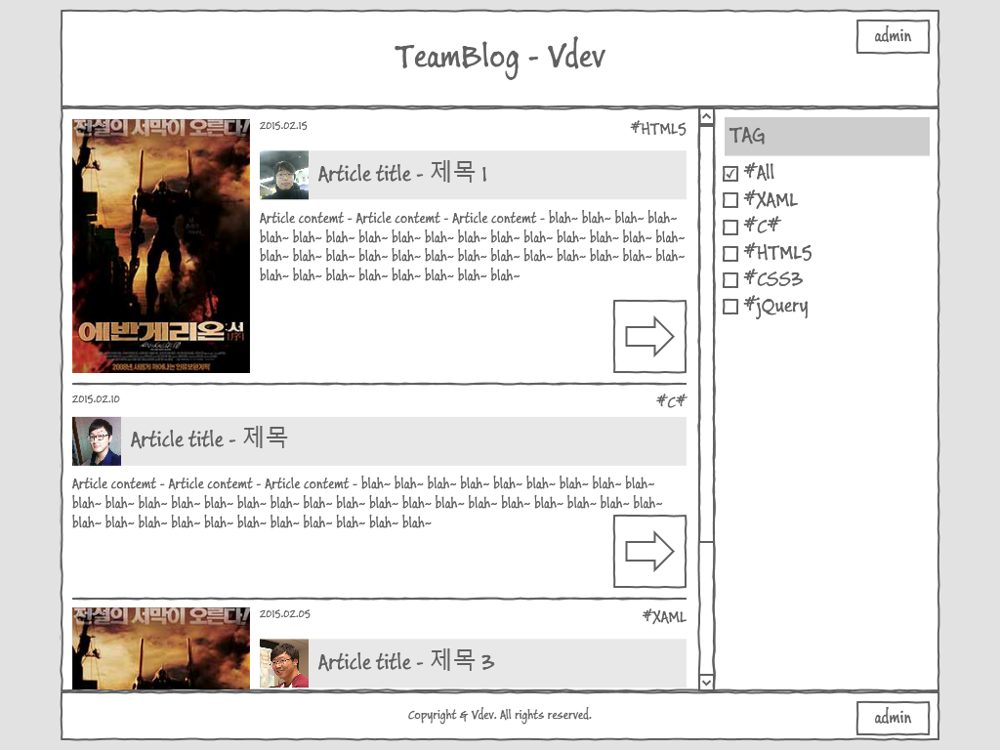 TeamBlog - Vdev
admin
전설의 서막이 오른다!
에반게리온:서
2015.02.15
#HTML5
Article title - 제목 1
Article contemt - Article contemt - Article contemt - blah~ blah~ blah~ blah~
blah~ blah~ blah~ blah~ blah~ blah~ blah~ blah~ blah~ blah~ blah~ blah~ blah~
blah~ blah~ blah~ blah~ blah~ blah~ blah~ blah~ blah~ blah~ blah~ blah~ blah~
blah~ blah~ blah~ blah~ blah~ blah~ blah~ blah~
2015.02.10
#C#
Article title - 제목
Article contemt - Article contemt - Article contemt - blah~ blah~ blah~ blah~ blah~ blah~ blah~ blah~ blah~
blah~ blah~ blah~ blah~ blah~ blah~ blah~ blah~ blah~ blah~ blah~ blah~ blah~ blah~ blah~ blah~ blah~ blah~
blah~ blah~ blah~ blah~ blah~ blah~ blah~ blah~ blah~ blah~ blah~
전설의 서막이 오른다!
2015.02.05
#XAML
Article title - 제목 3
TAG
#All
#XAML
#C#
#HTML5
#CSS3
#jQuery
Copyright & Vdev. All rights reserved.
admin